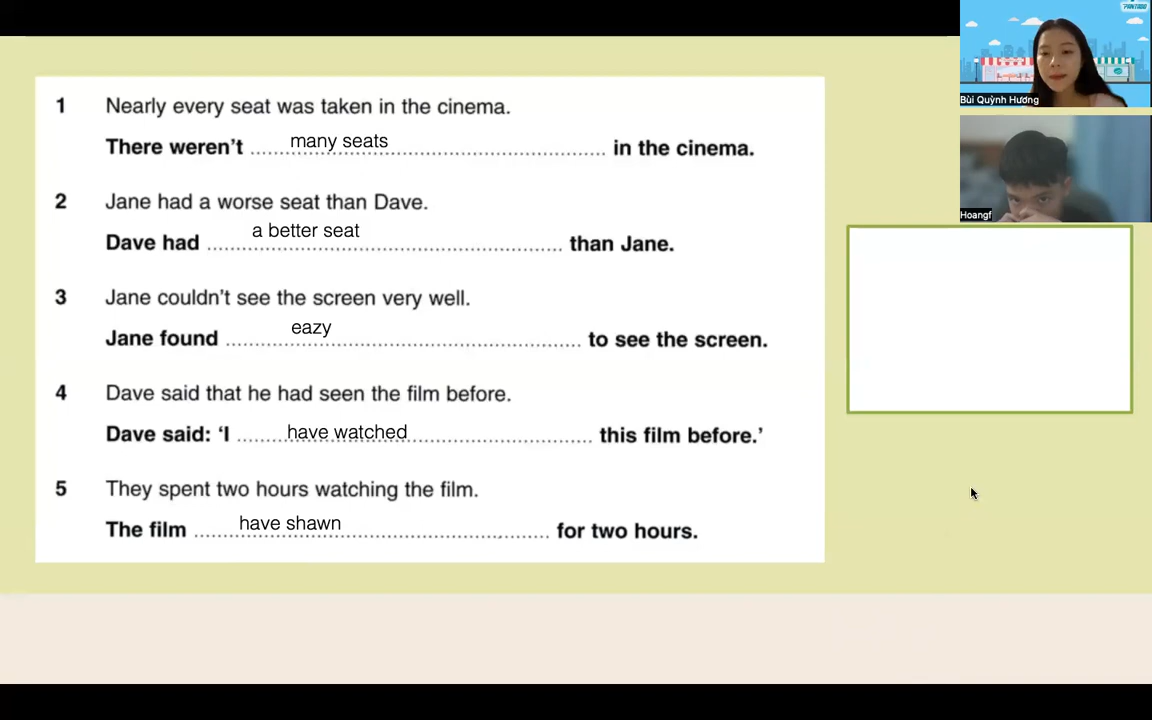 PANTADO
Bùi Quỳnh Hương
Hoangf
1 Nearly every seat was taken in the cinema.
There weren't ........ many seats ........ in the cinema.
2 Jane had a worse seat than Dave.
Dave had ........ a better seat ........ than Jane.
3 Jane couldn't see the screen very well.
Jane found ........ eazy ........ to see the screen.
4 Dave said that he had seen the film before.
Dave said: 'I ........ have watched ........ this film before.'
5 They spent two hours watching the film.
The film ........ have shawn ........ for two hours.